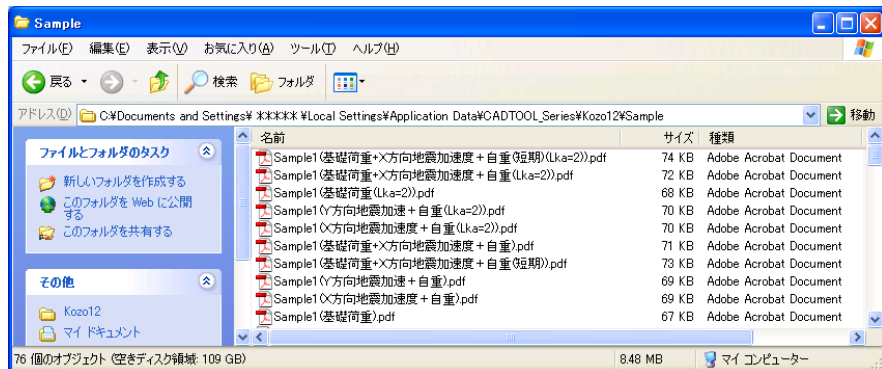 Sample
ファイル(F) 編集(E) 表示(V) お気に入り(A) ツール(T) ヘルプ(H)
戻る 検索 フォルダ
アドレス(D) C:¥Documents and Settings¥ ***** ¥Local Settings¥Application Data¥CADTOOL_Series¥Kozo12¥Sample 移動
ファイルとフォルダのタスク
新しいフォルダを作成する
このフォルダを Web に公開する
このフォルダを共有する
その他
Kozo12
マイ ドキュメント
名前 サイズ 種類
Sample1(基礎荷重+X方向地震加速度+自重(短期)(Lka=2)).pdf 74 KB Adobe Acrobat Document
Sample1(基礎荷重+X方向地震加速度+自重(Lka=2)).pdf 72 KB Adobe Acrobat Document
Sample1(基礎荷重(Lka=2)).pdf 68 KB Adobe Acrobat Document
Sample1(Y方向地震加速+自重(Lka=2)).pdf 70 KB Adobe Acrobat Document
Sample1(X方向地震加速度+自重(Lka=2)).pdf 70 KB Adobe Acrobat Document
Sample1(基礎荷重+X方向地震加速度+自重).pdf 71 KB Adobe Acrobat Document
Sample1(基礎荷重+X方向地震加速度+自重(短期)).pdf 73 KB Adobe Acrobat Document
Sample1(Y方向地震加速+自重).pdf 69 KB Adobe Acrobat Document
Sample1(X方向地震加速度+自重).pdf 69 KB Adobe Acrobat Document
Sample1(基礎荷重).pdf 67 KB Adobe Acrobat Document
76 個のオブジェクト (空きディスク領域: 109 GB) 8.48 MB マイ コンピューター